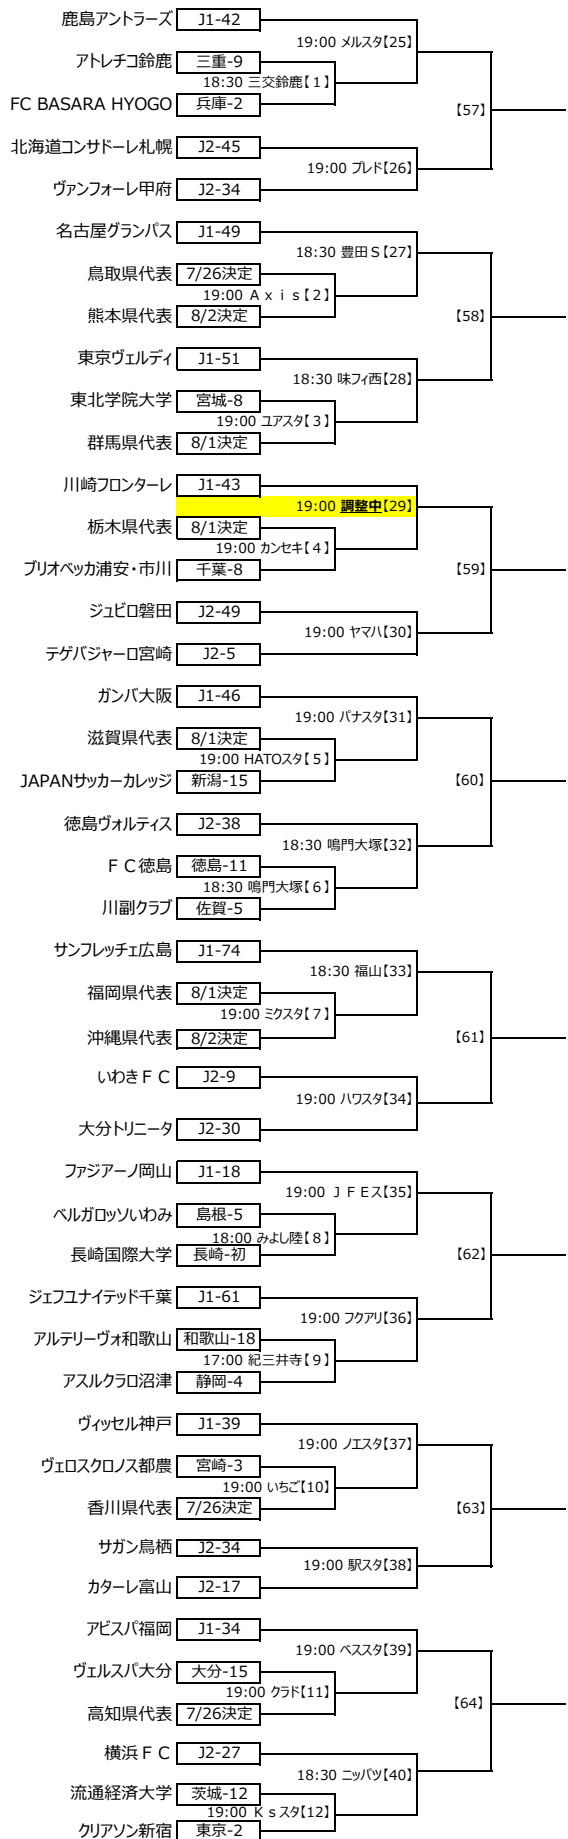 鹿島アントラーズ J1-42
19:00 メルスタ【25】
アトレチコ鈴鹿 三重-9
18:30 三交鈴鹿【1】
FC BASARA HYOGO 兵庫-2
【57】
北海道コンサドーレ札幌 J2-45
19:00 プレド【26】
ヴァンフォーレ甲府 J2-34
名古屋グランパス J1-49
18:30 豊田S【27】
鳥取県代表 7/26決定
19:00 Axis【2】
熊本県代表 8/2決定
【58】
東京ヴェルディ J1-51
18:30 味フィ西【28】
東北学院大学 宮城-8
19:00 ユアスタ【3】
群馬県代表 8/1決定
川崎フロンターレ J1-43
19:00 調整中【29】
栃木県代表 8/1決定
19:00 カンセキ【4】
ブリオベッカ浦安・市川 千葉-8
【59】
ジュビロ磐田 J2-49
19:00 ヤマハ【30】
テゲバジャーロ宮崎 J2-5
ガンバ大阪 J1-46
19:00 パナスタ【31】
滋賀県代表 8/1決定
19:00 HATOスタ【5】
JAPANサッカーカレッジ 新潟-15
【60】
徳島ヴォルティス J2-38
18:30 鳴門大塚【32】
FC徳島 徳島-11
18:30 鳴門大塚【6】
川副クラブ 佐賀-5
サンフレッチェ広島 J1-74
18:30 福山【33】
福岡県代表 8/1決定
19:00 ミクスタ【7】
沖縄県代表 8/2決定
【61】
いわきFC J2-9
19:00 ハワスタ【34】
大分トリニータ J2-30
ファジアーノ岡山 J1-18
19:00 JFEス【35】
ベルガロッソいわみ 島根-5
18:00 みよし陸【8】
長崎国際大学 長崎-初
【62】
ジェフユナイテッド千葉 J1-61
19:00 フクアリ【36】
アルテリーヴォ和歌山 和歌山-18
17:00 紀三井寺【9】
アスルクラロ沼津 静岡-4
ヴィッセル神戸 J1-39
19:00 ノエスタ【37】
ヴェロスクロノス都農 宮崎-3
19:00 いちご【10】
香川県代表 7/26決定
【63】
サガン鳥栖 J2-34
19:00 駅スタ【38】
カターレ富山 J2-17
アビスパ福岡 J1-34
19:00 ベススタ【39】
ヴェルスパ大分 大分-15
19:00 クラド【11】
高知県代表 7/26決定
【64】
横浜FC J2-27
18:30 ニッパツ【40】
流通経済大学 茨城-12
19:00 Ksスタ【12】
クリアソン新宿 東京-2